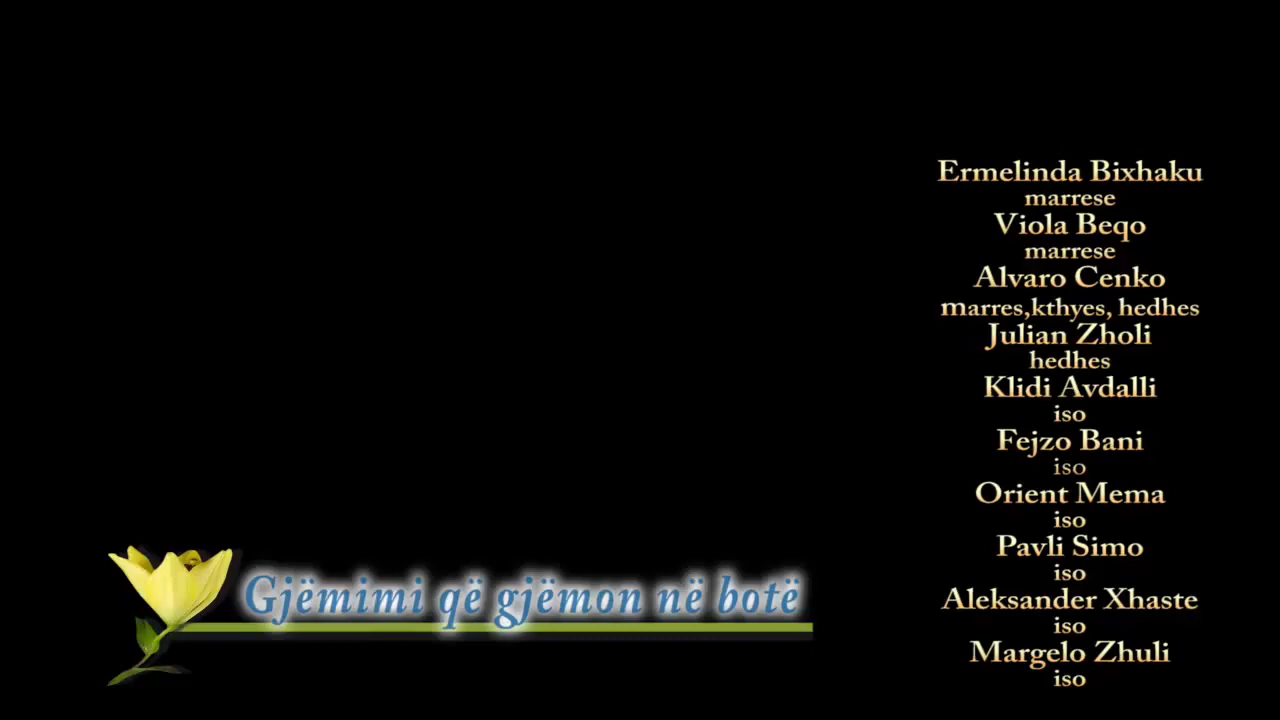 Ermelinda Bixhaku
marrese
Viola Beqo
marrese
Alvaro Cenko
marres,kthyes, hedhes
Julian Zholi
hedhes
Klidi Avdalli
iso
Fejzo Bani
iso
Orient Mema
iso
Pavli Simo
iso
Aleksander Xhaste
iso
Margelo Zhuli
iso
Gjëmimi që gjëmon në botë